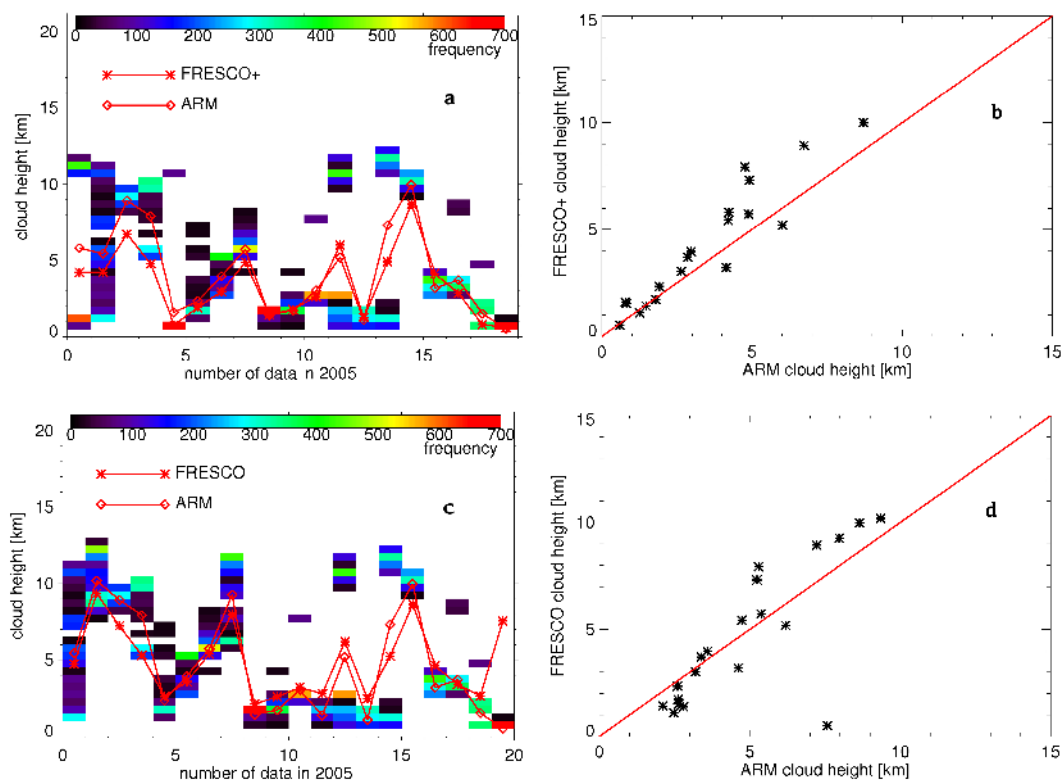 0 100 200 300 400 500 600 700
frequency
FRESCO+
ARM
a
20
15
10
5
0
cloud height [km]
0 5 10 15
number of data n 2005
15
10
5
0
FRESCO+ cloud height [km]
b
0 5 10 15
ARM cloud height [km]
0 100 200 300 400 500 600 700
frequency
FRESCO
ARM
c
20
15
10
5
0
cloud height [km]
0 5 10 15 20
number of data in 2005
15
10
5
0
FRESCO cloud height [km]
d
0 5 10 15
ARM cloud height [km]